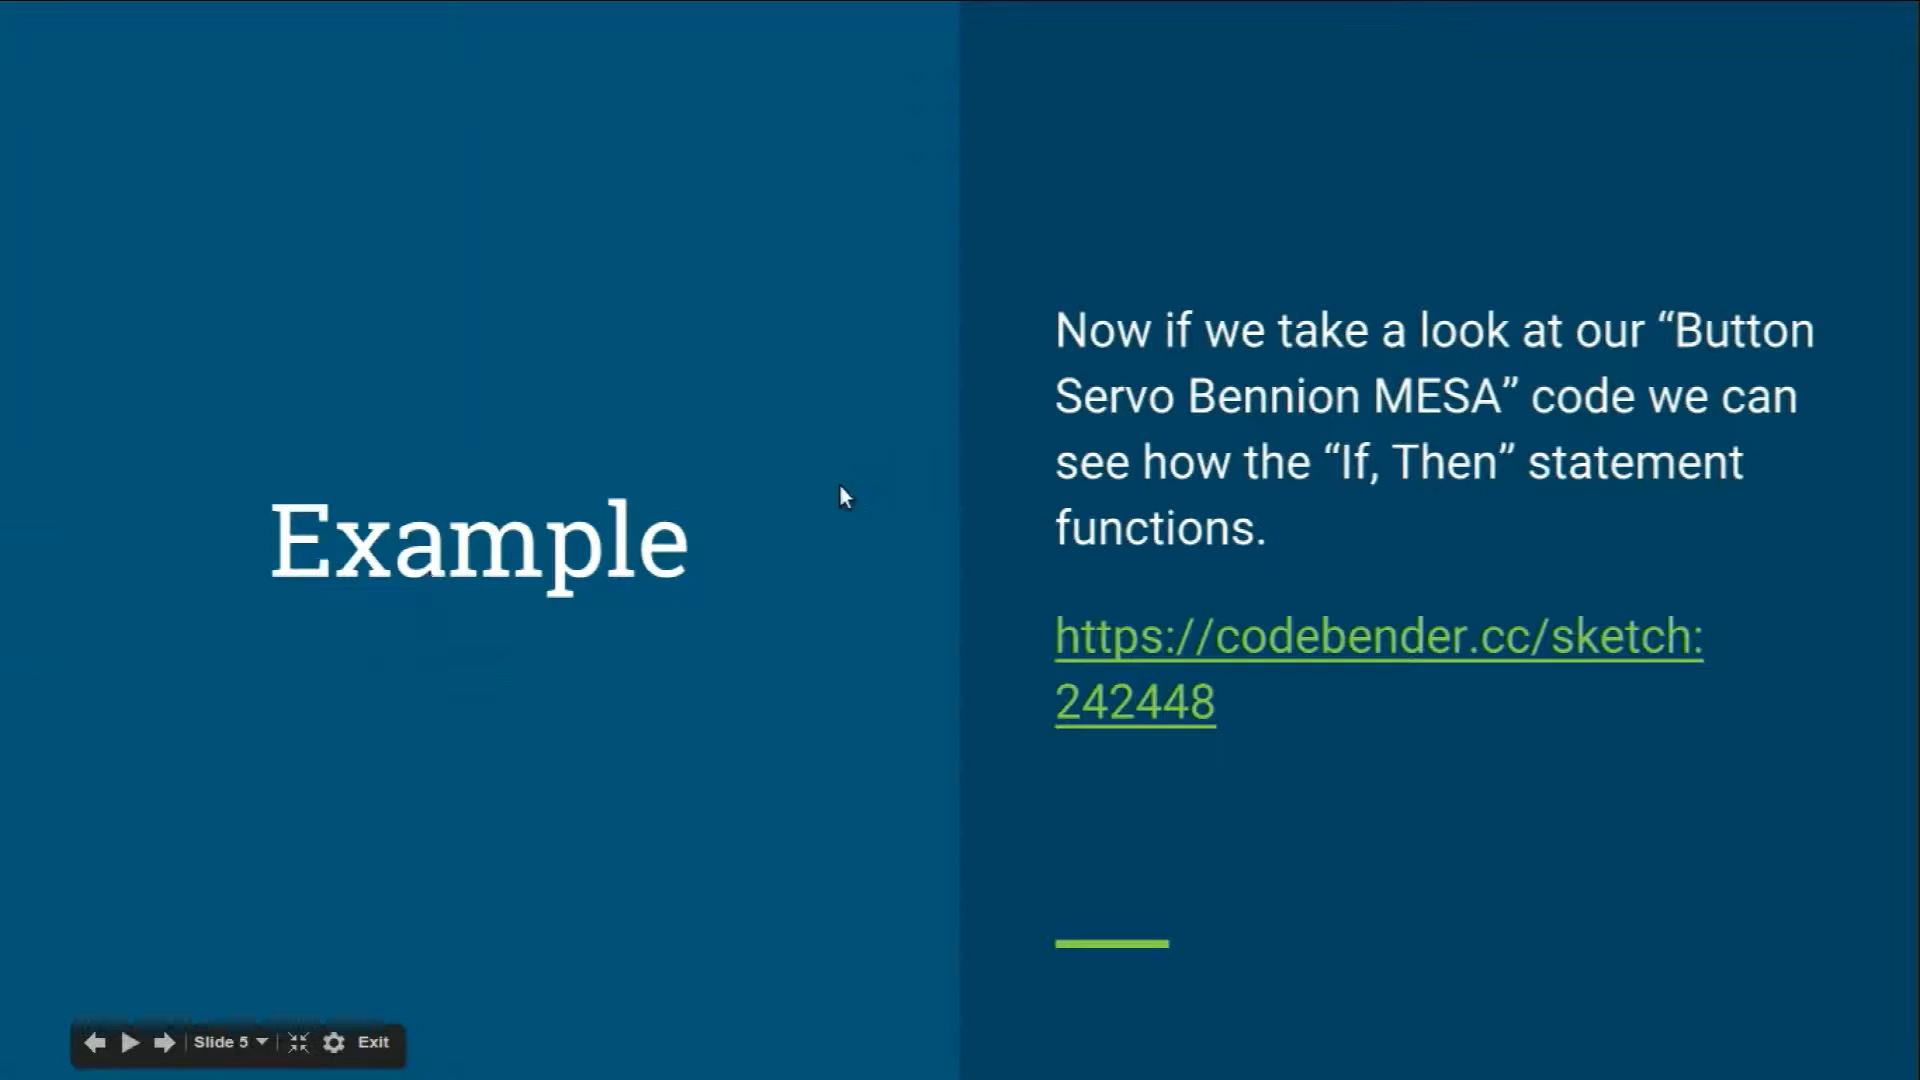 Example
Now if we take a look at our “Button
Servo Bennion MESA” code we can
see how the “If, Then” statement
functions.
https://codebender.cc/sketch:
242448
Slide 5
Exit